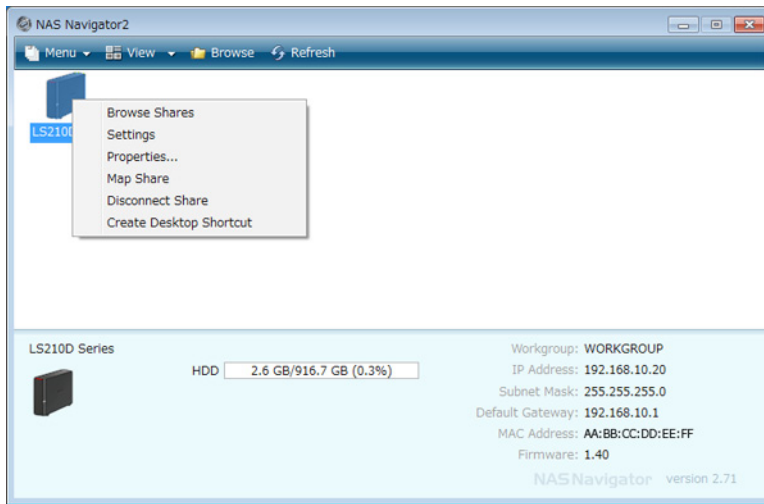 NAS Navigator2
Menu View Browse Refresh
LS210D
Browse Shares
Settings
Properties...
Map Share
Disconnect Share
Create Desktop Shortcut
LS210D Series
HDD 2.6 GB/916.7 GB (0.3%)
Workgroup: WORKGROUP
IP Address: 192.168.10.20
Subnet Mask: 255.255.255.0
Default Gateway: 192.168.10.1
MAC Address: AA:BB:CC:DD:EE:FF
Firmware: 1.40
NAS Navigator version 2.71